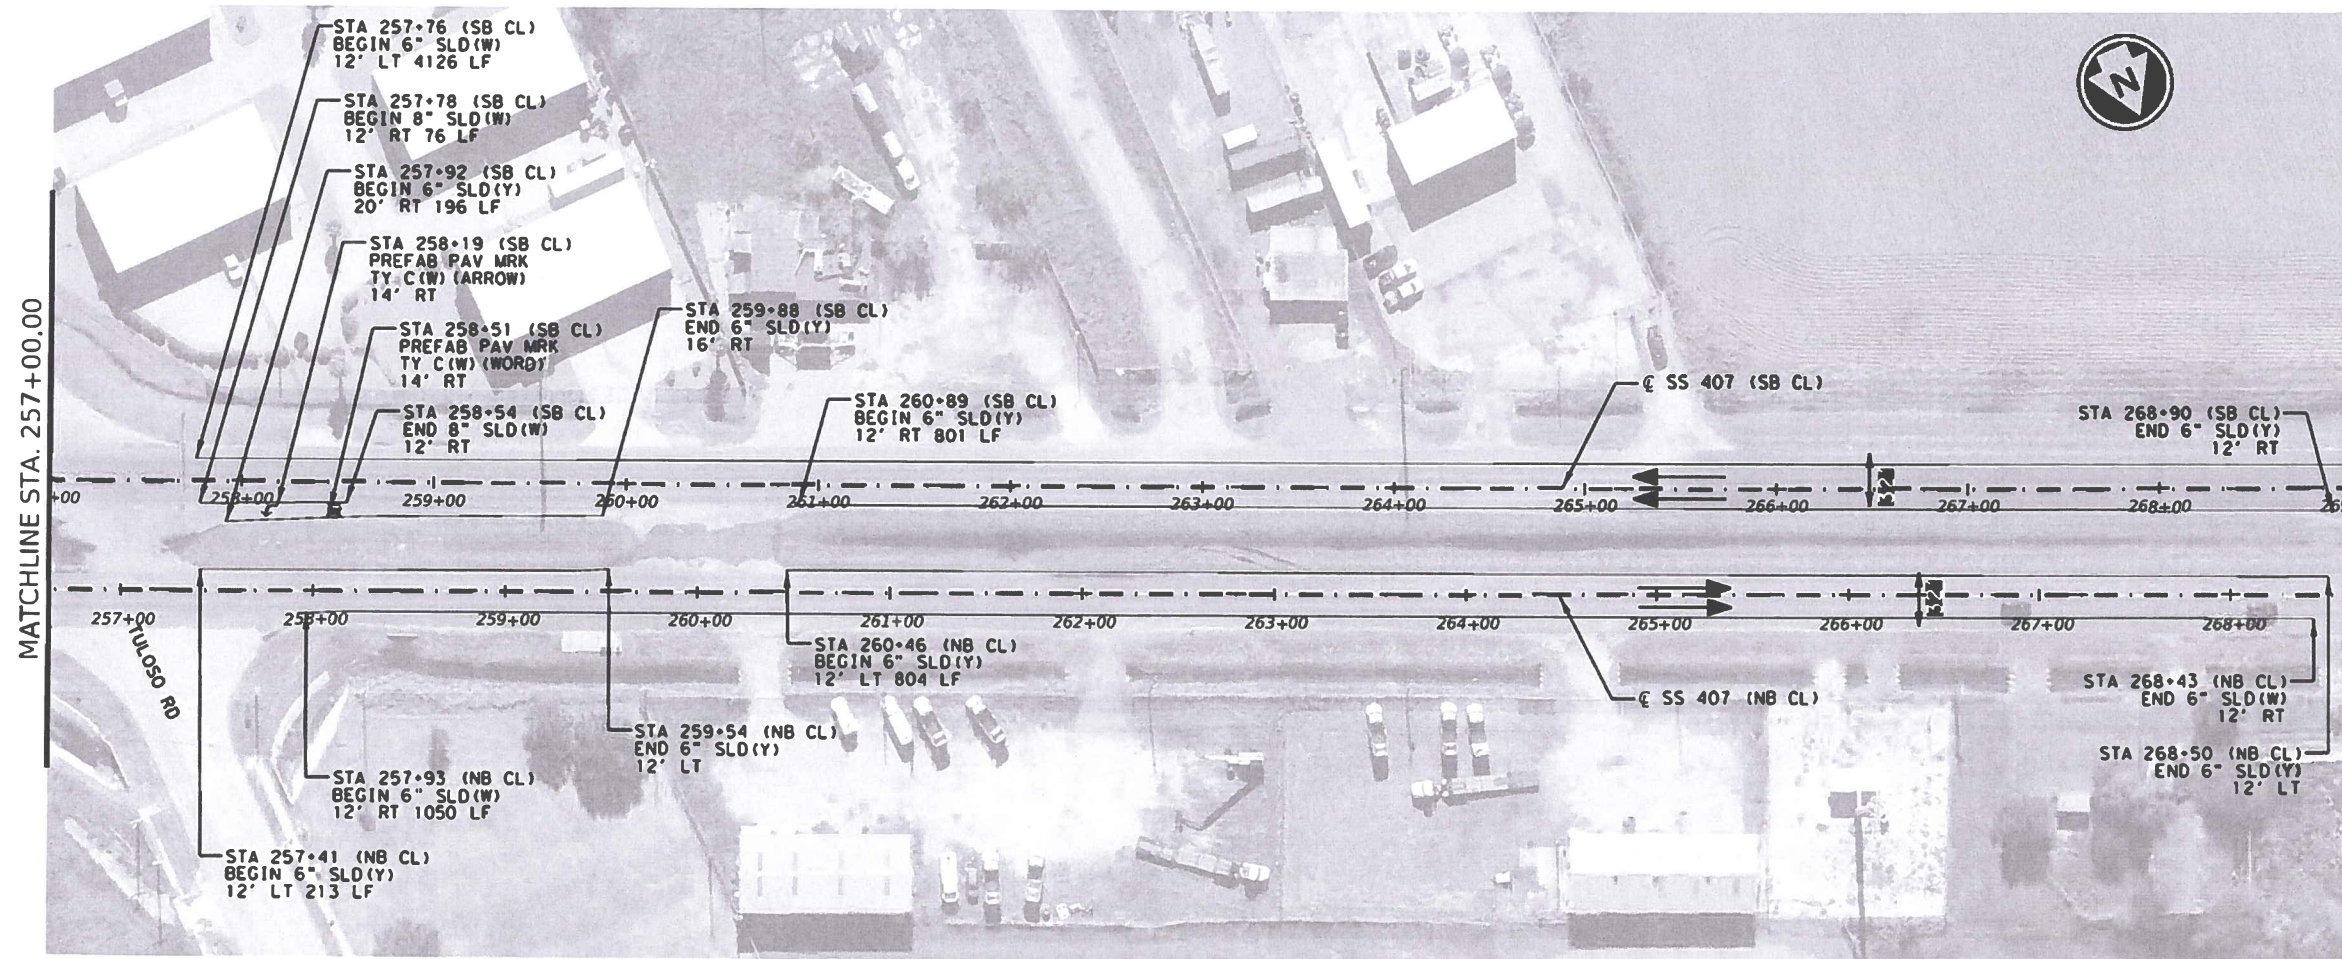 STA 257+76 (SB CL)
BEGIN 6" SLD(W)
12' LT 4126 LF
STA 257+78 (SB CL)
BEGIN 8" SLD(W)
12' RT 76 LF
STA 257+92 (SB CL)
BEGIN 6" SLD(Y)
20' RT 196 LF
STA 258+19 (SB CL)
PREFAB PAV MRK
TY C(W) (ARROW)
14' RT
STA 258+51 (SB CL)
PREFAB PAV MRK
TY C(W) (WORD)
14' RT
STA 258+54 (SB CL)
END 8" SLD(W)
12' RT
STA 259+88 (SB CL)
END 6" SLD(Y)
16' RT
STA 260+89 (SB CL)
BEGIN 6" SLD(Y)
12' RT 801 LF
℄ SS 407 (SB CL)
STA 268+90 (SB CL)
END 6" SLD(Y)
12' RT
N
MATCHLINE STA. 257+00.00
+00
258+00
259+00
260+00
261+00
262+00
263+00
264+00
265+00
266+00
267+00
268+00
257+00
258+00
259+00
260+00
261+00
262+00
263+00
264+00
265+00
266+00
267+00
268+00
TULOSO RD
STA 260+46 (NB CL)
BEGIN 6" SLD(Y)
12' LT 804 LF
℄ SS 407 (NB CL)
STA 268+43 (NB CL)
END 6" SLD(W)
12' RT
STA 259+54 (NB CL)
END 6" SLD(Y)
12' LT
STA 268+50 (NB CL)
END 6" SLD(Y)
12' LT
STA 257+93 (NB CL)
BEGIN 6" SLD(W)
12' RT 1050 LF
STA 257+41 (NB CL)
BEGIN 6" SLD(Y)
12' LT 213 LF